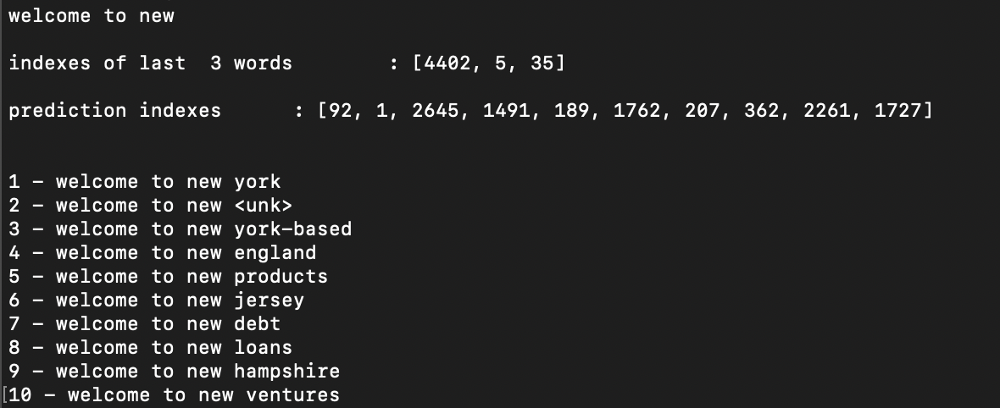 welcome to new
indexes of last  3 words        : [4402, 5, 35]
prediction indexes      : [92, 1, 2645, 1491, 189, 1762, 207, 362, 2261, 1727]
1 – welcome to new york
2 – welcome to new <unk>
3 – welcome to new york-based
4 – welcome to new england
5 – welcome to new products
6 – welcome to new jersey
7 – welcome to new debt
8 – welcome to new loans
9 – welcome to new hampshire
[10 – welcome to new ventures